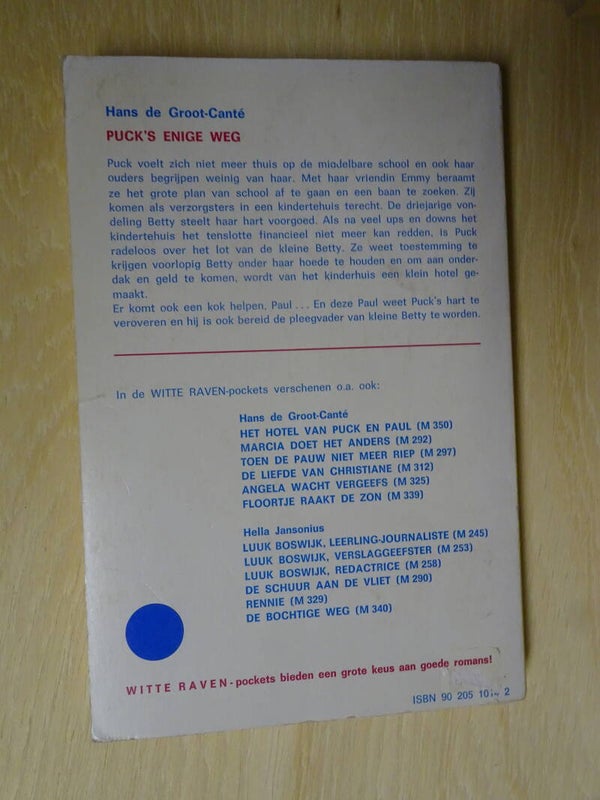 Hans de Groot-Canté
PUCK'S ENIGE WEG
Puck voelt zich niet meer thuis op de middelbare school en ook haar
ouders begrijpen weinig van haar. Met haar vriendin Emmy beraamt
ze het grote plan van school af te gaan en een baan te zoeken. Zij
komen als verzorgsters in een kindertehuis terecht. De driejarige von-
deling Betty steelt haar hart voorgoed. Als na veel ups en downs het
kindertehuis het tenslotte financieel niet meer kan redden, is Puck
radeloos over het lot van de kleine Betty. Ze weet toestemming te
krijgen voorlopig Betty onder haar hoede te houden en om aan onder-
dak en geld te komen, wordt van het kinderhuis een klein hotel ge-
maakt.
Er komt ook een kok helpen, Paul ... En deze Paul weet Puck's hart te
veroveren en hij is ook bereid de pleegvader van kleine Betty te worden.
In de WITTE RAVEN-pockets verschenen o.a. ook:
Hans de Groot-Canté
HET HOTEL VAN PUCK EN PAUL (M 350)
MARCIA DOET HET ANDERS (M 292)
TOEN DE PAUW NIET MEER RIEP (M 297)
DE LIEFDE VAN CHRISTIANE (M 312)
ANGELA WACHT VERGEEFS (M 325)
FLOORTJE RAAKT DE ZON (M 339)
Hella Jansonius
LUUK BOSWIJK, LEERLING-JOURNALISTE (M 245)
LUUK BOSWIJK, VERSLAGGEEFSTER (M 253)
LUUK BOSWIJK, REDACTRICE (M 258)
DE SCHUUR AAN DE VLIET (M 290)
RENNIE (M 329)
DE BOCHTIGE WEG (M 340)
WITTE RAVEN - pockets bieden een grote keus aan goede romans!
ISBN 90 205 2